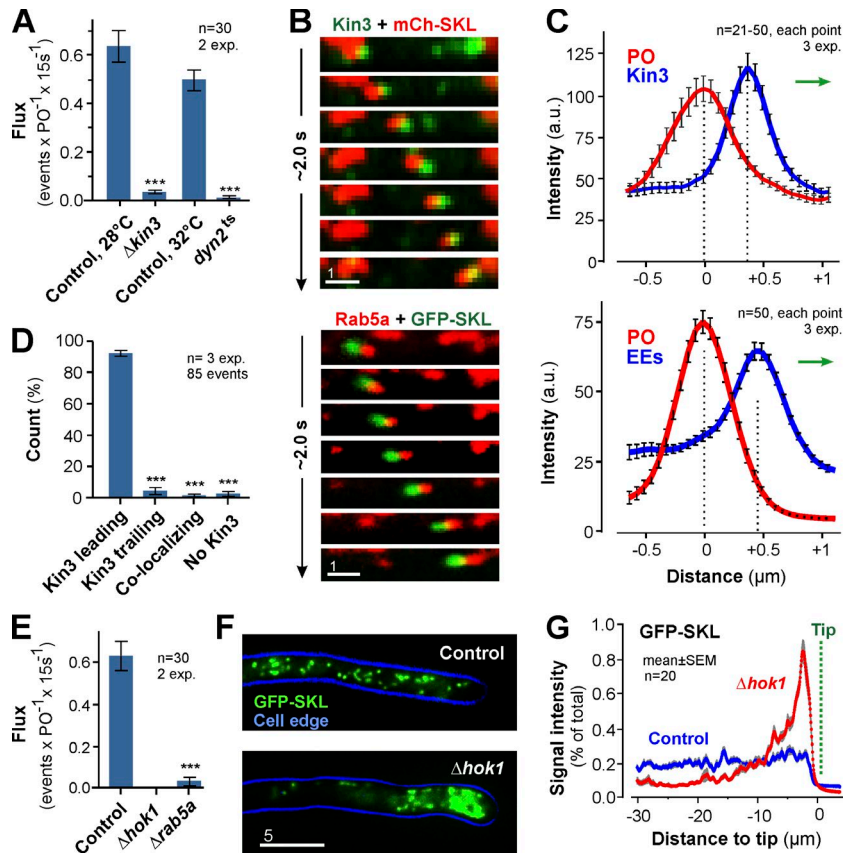 A
n=30
2 exp.
Flux
(events x PO⁻¹ x 15s⁻¹)
0.6
0.4
0.2
0.0
***
***
Control, 28°C
Δkin3
Control, 32°C
dyn2ᵗˢ
B
Kin3 + mCh-SKL
~2.0 s
1
Rab5a + GFP-SKL
~2.0 s
1
C
n=21-50, each point
3 exp.
PO
Kin3
Intensity (a.u.)
125
100
75
50
25
0
-0.5
0
+0.5
+1
n=50, each point
3 exp.
PO
EEs
Intensity (a.u.)
75
50
25
0
-0.5
0
+0.5
+1
Distance (µm)
D
n= 3 exp.
85 events
Count (%)
100
80
60
40
20
0
***
***
***
Kin3 leading
Kin3 trailing
Co-localizing
No Kin3
E
n=30
2 exp.
Flux
(events x PO⁻¹ x 15s⁻¹)
0.6
0.4
0.2
0
***
Control
Δhok1
Δrab5a
F
Control
GFP-SKL
Cell edge
Δhok1
5
G
GFP-SKL
Tip
mean±SEM
n=20
Δhok1
Control
Signal intensity
(% of total)
1.0
0.8
0.6
0.4
0.2
0.0
-30
-20
-10
0
Distance to tip (µm)